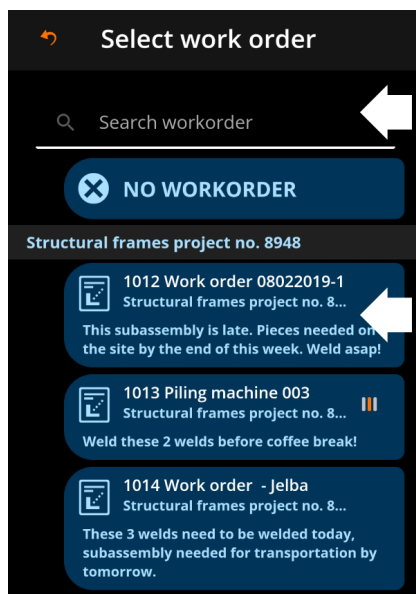 Select work order
Search workorder
NO WORKORDER
Structural frames project no. 8948
1012 Work order 08022019-1
Structural frames project no. 8...
This subassembly is late. Pieces needed on
the site by the end of this week. Weld asap!
1013 Piling machine 003
Structural frames project no. 8...
Weld these 2 welds before coffee break!
1014 Work order - Jelba
Structural frames project no. 8...
These 3 welds need to be welded today,
subassembly needed for transportation by
tomorrow.